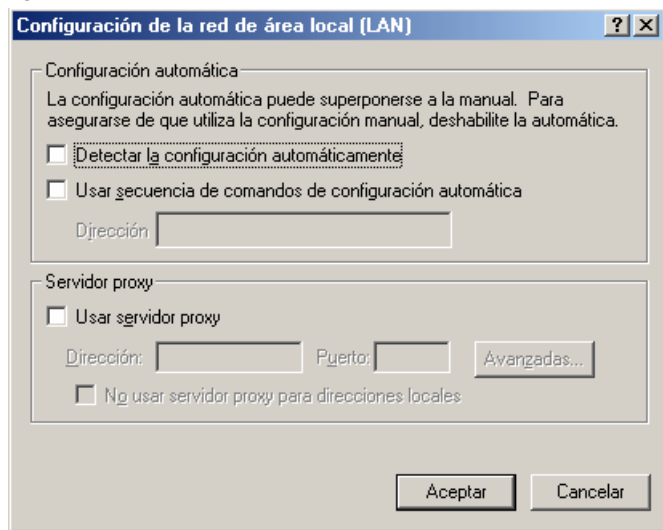 Configuración de la red de área local (LAN)
Configuración automática
La configuración automática puede superponerse a la manual. Para
asegurarse de que utiliza la configuración manual, deshabilite la automática.
Detectar la configuración automáticamente
Usar secuencia de comandos de configuración automática
Dirección
Servidor proxy
Usar servidor proxy
Dirección: Puerto: Avanzadas...
No usar servidor proxy para direcciones locales
Aceptar Cancelar